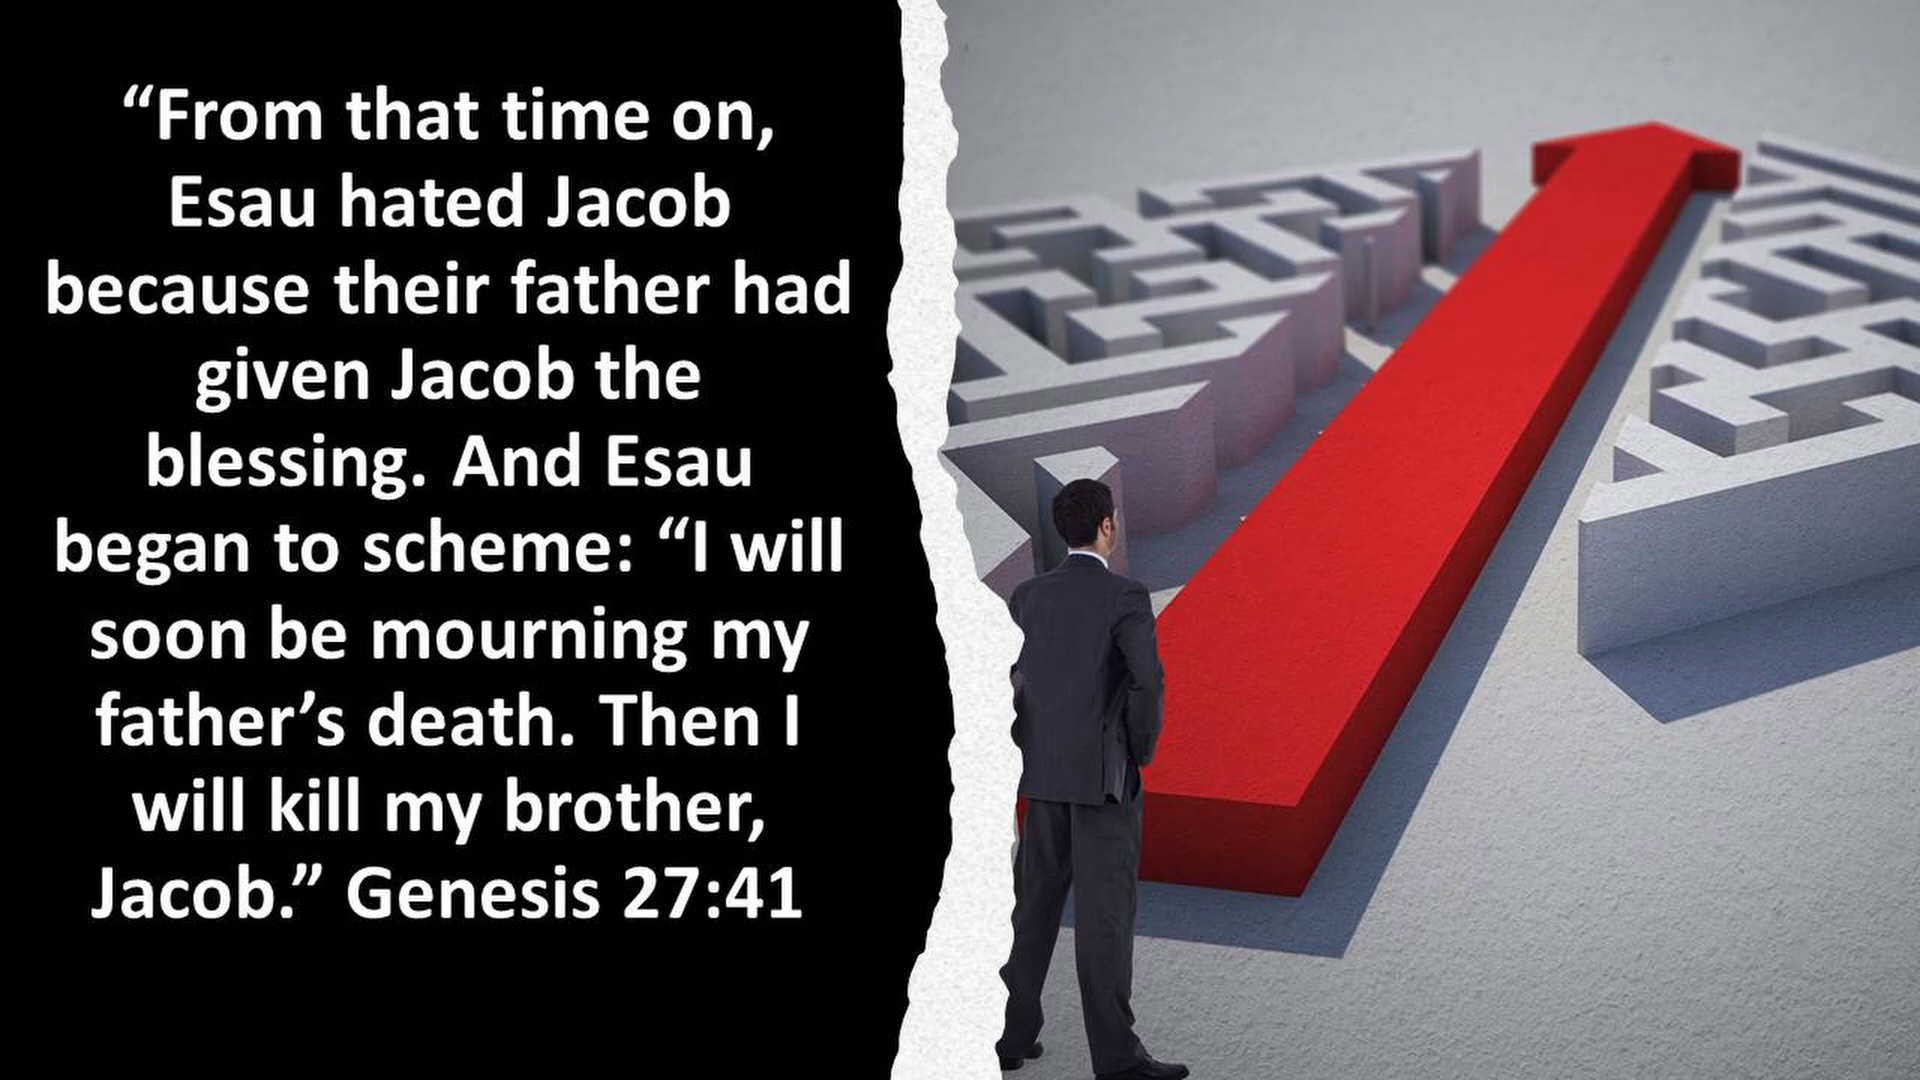 “From that time on,
Esau hated Jacob
because their father had
given Jacob the
blessing. And Esau
began to scheme: “I will
soon be mourning my
father’s death. Then I
will kill my brother,
Jacob.” Genesis 27:41